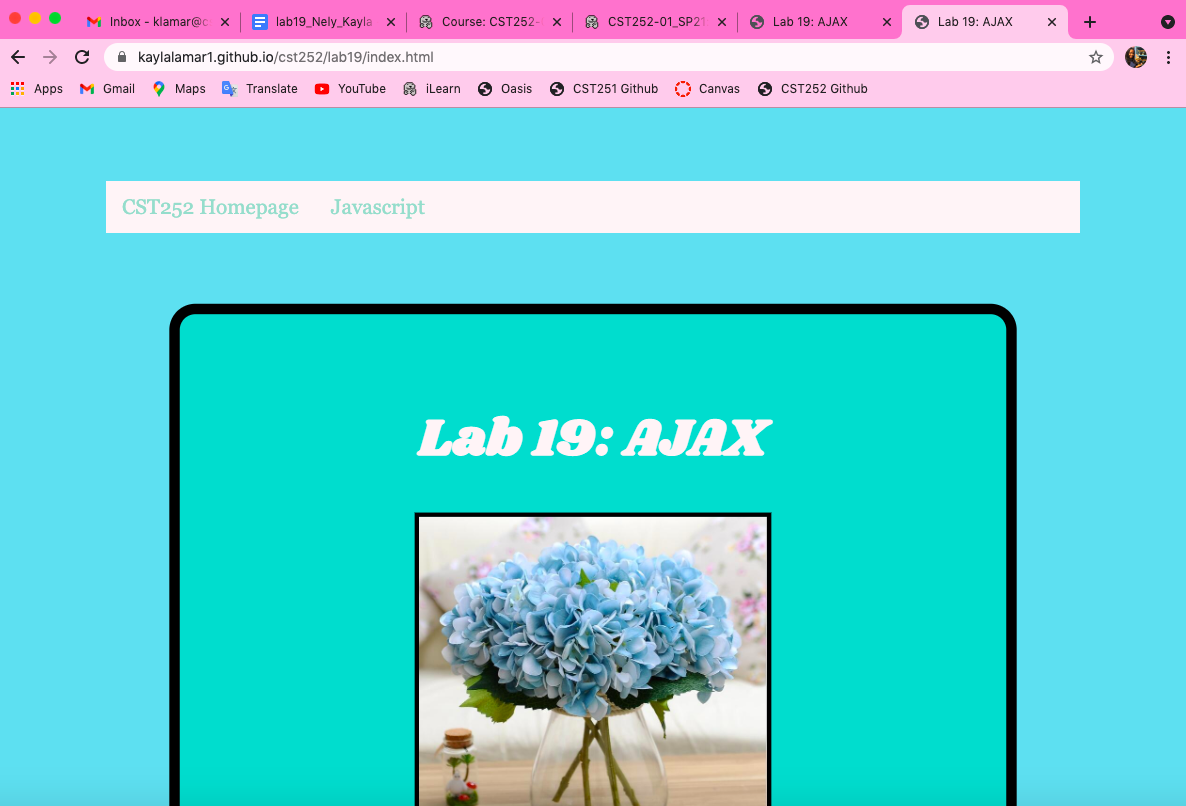 Inbox - klamar@c
lab19_Nely_Kayla
Course: CST252-
CST252-01_SP21
Lab 19: AJAX
Lab 19: AJAX
kaylalamar1.github.io/cst252/lab19/index.html
Apps Gmail Maps Translate YouTube iLearn Oasis CST251 Github Canvas CST252 Github
CST252 Homepage Javascript
Lab 19: AJAX